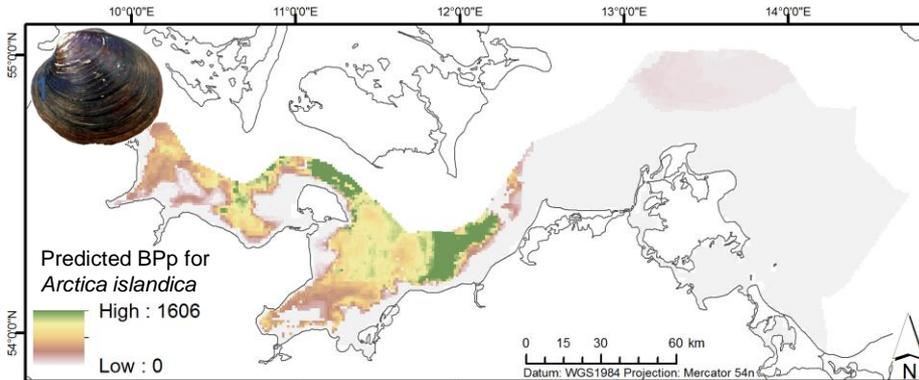 10°0'0"E 11°0'0"E 12°0'0"E 13°0'0"E 14°0'0"E
55°0'0"N
Predicted BPp for
Arctica islandica
High : 1606
Low : 0
54°0'0"N
0 15 30 60 km
Datum: WGS1984 Projection: Mercator 54n
N